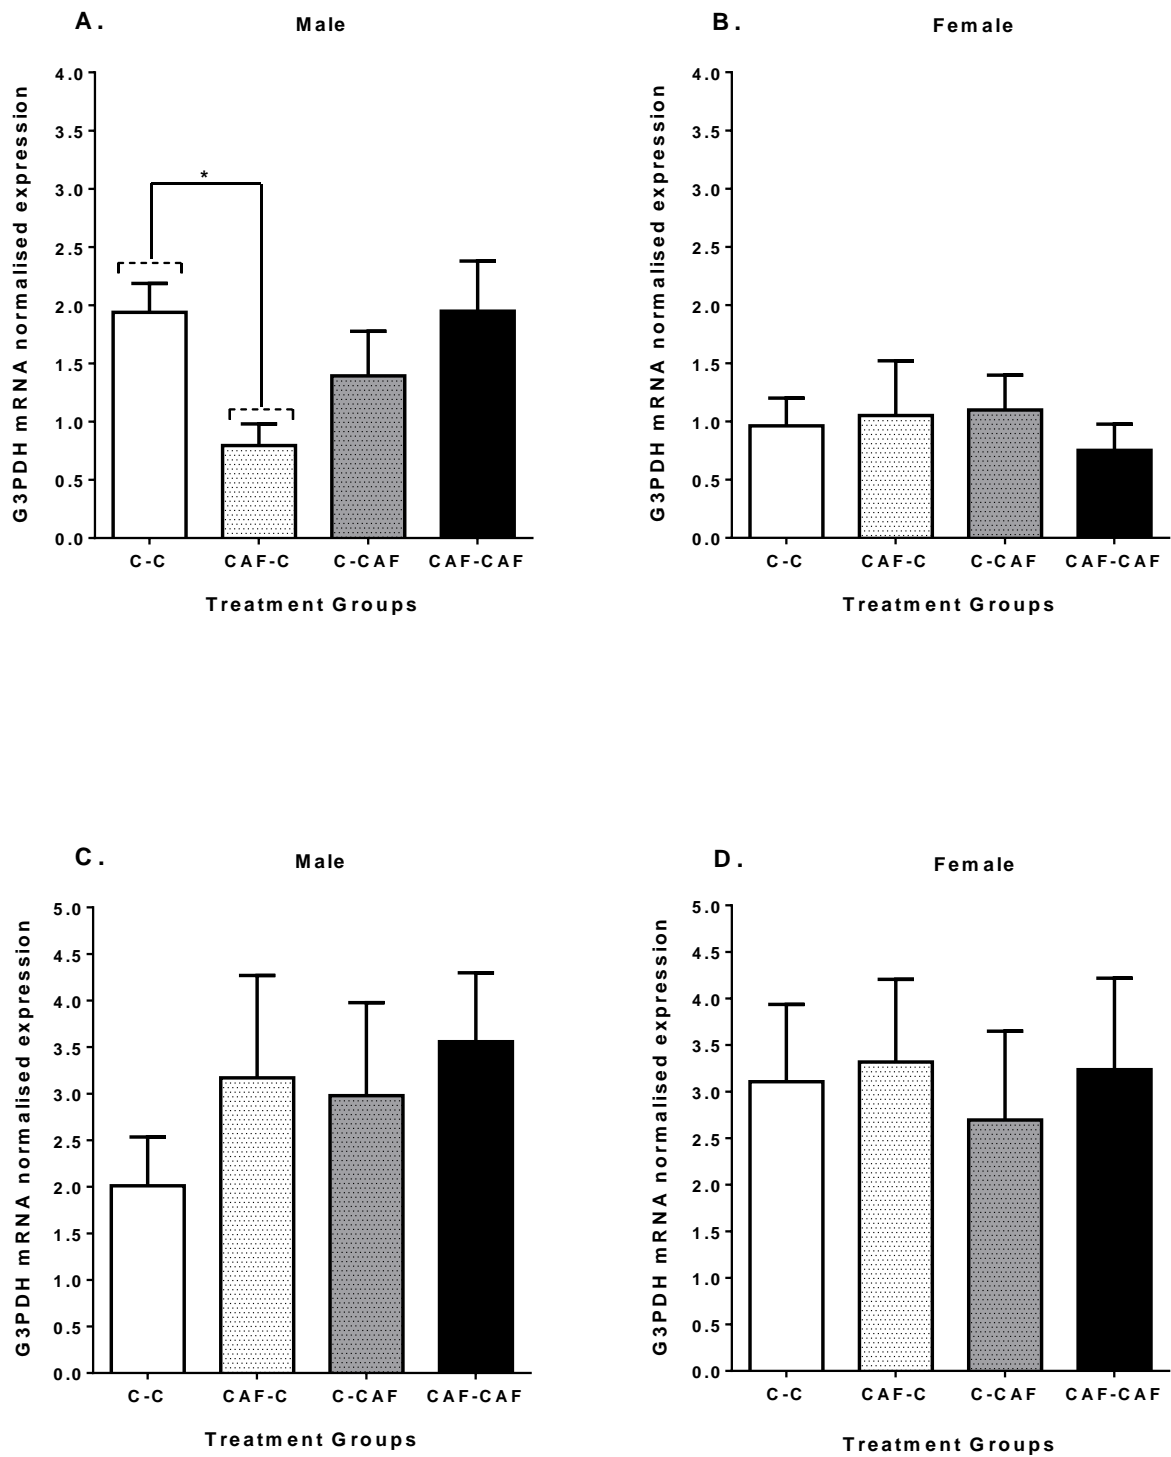 A.
Male
G3PDH mRNA normalised expression
4.0
3.5
3.0
2.5
2.0
1.5
1.0
0.5
0.0
*
C-C CAF-C C-CAF CAF-CAF
Treatment Groups
B.
Female
G3PDH mRNA normalised expression
4.0
3.5
3.0
2.5
2.0
1.5
1.0
0.5
0.0
C-C CAF-C C-CAF CAF-CAF
Treatment Groups
C.
Male
G3PDH mRNA normalised expression
5.0
4.5
4.0
3.5
3.0
2.5
2.0
1.5
1.0
0.5
0.0
C-C CAF-C C-CAF CAF-CAF
Treatment Groups
D.
Female
G3PDH mRNA normalised expression
5.0
4.5
4.0
3.5
3.0
2.5
2.0
1.5
1.0
0.5
0.0
C-C CAF-C C-CAF CAF-CAF
Treatment Groups